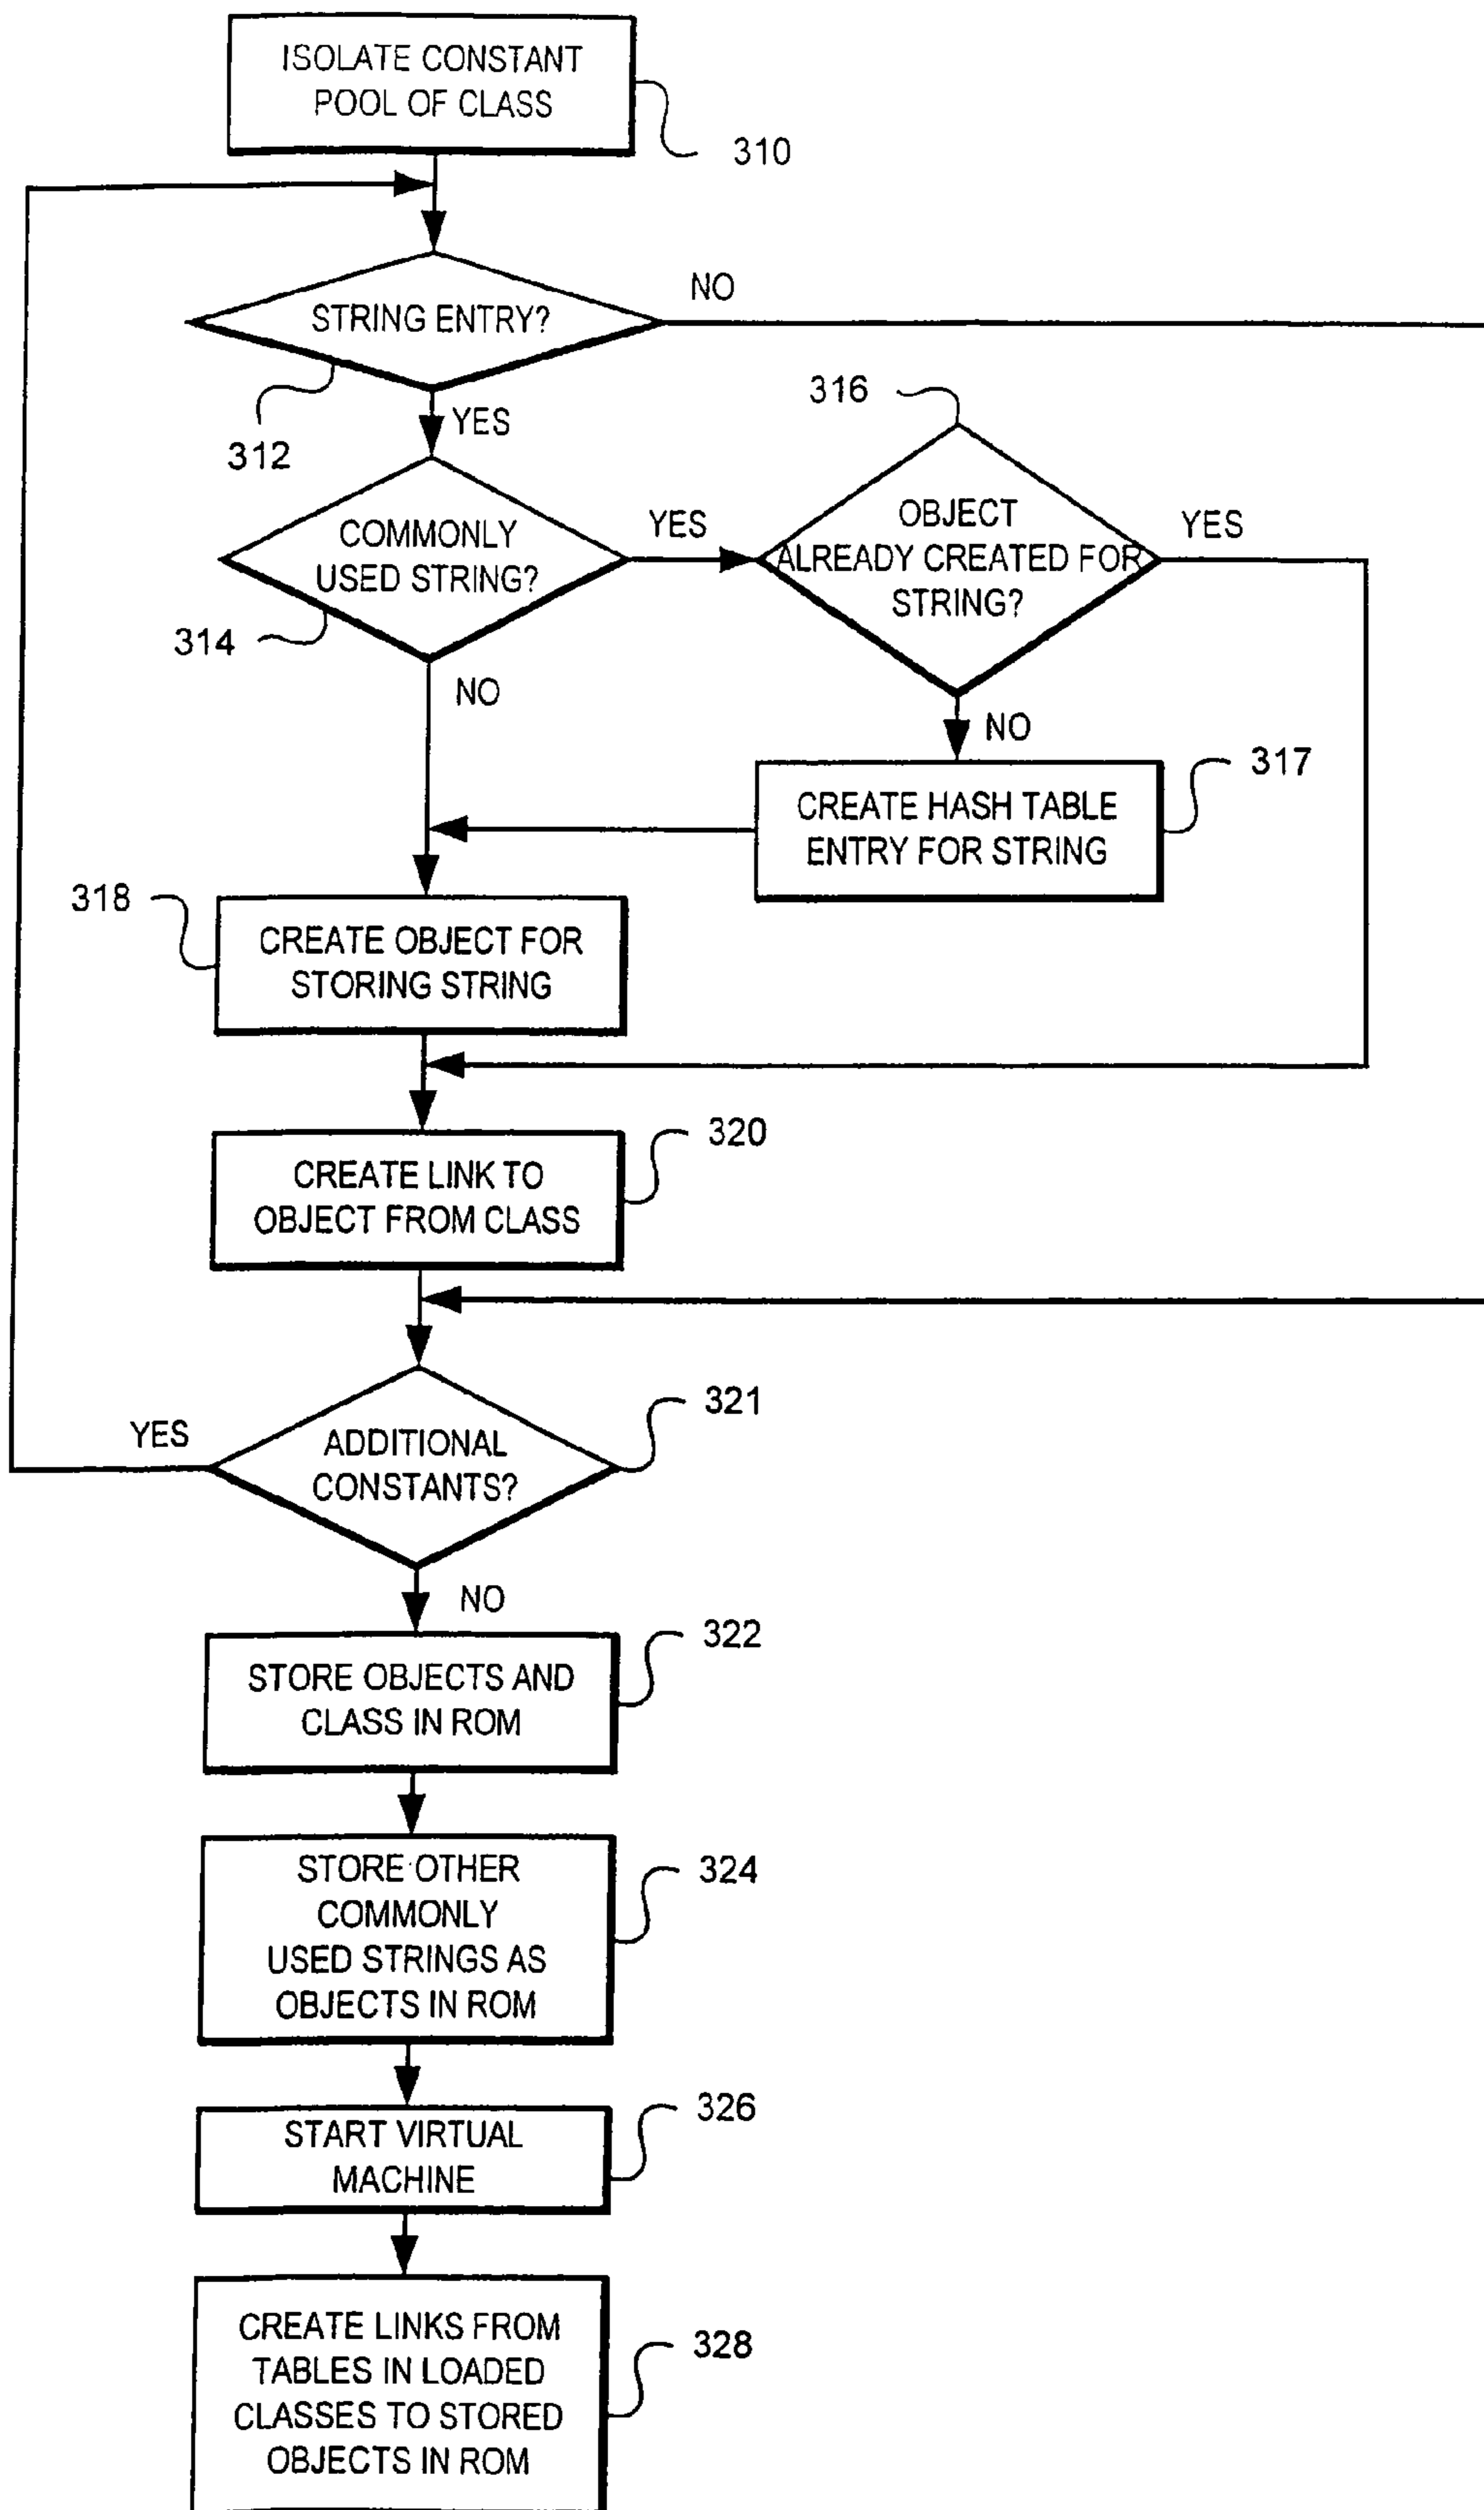 ISOLATE CONSTANT
POOL OF CLASS
310
NO
STRING ENTRY?
312
YES
316
COMMONLY
USED STRING?
314
YES
OBJECT
ALREADY CREATED FOR
STRING?
YES
NO
NO
317
CREATE HASH TABLE
ENTRY FOR STRING
318
CREATE OBJECT FOR
STORING STRING
320
CREATE LINK TO
OBJECT FROM CLASS
321
YES
ADDITIONAL
CONSTANTS?
NO
322
STORE OBJECTS AND
CLASS IN ROM
324
STORE OTHER
COMMONLY
USED STRINGS AS
OBJECTS IN ROM
326
START VIRTUAL
MACHINE
328
CREATE LINKS FROM
TABLES IN LOADED
CLASSES TO STORED
OBJECTS IN ROM